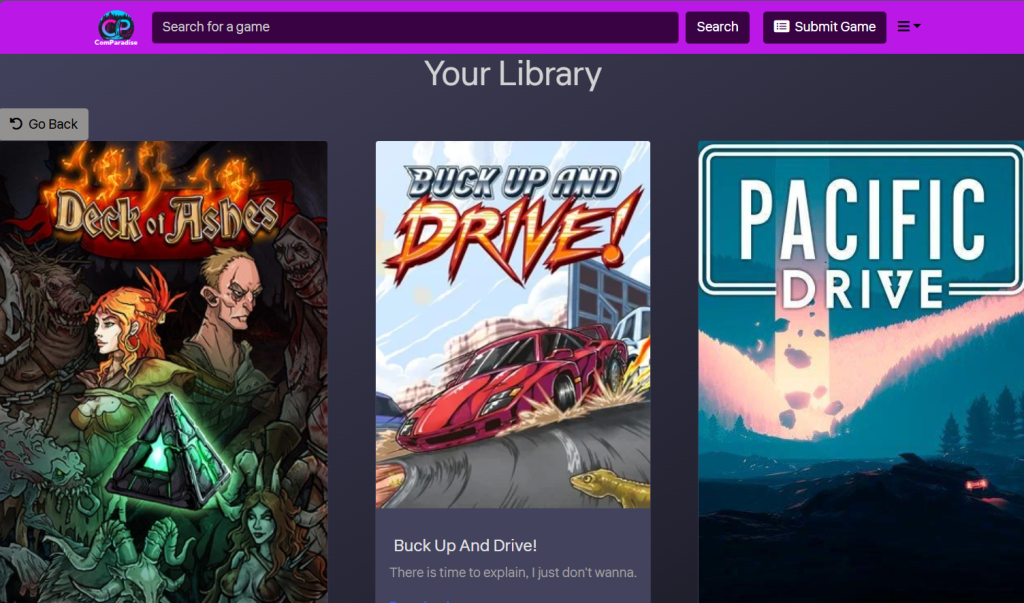 CP
ComParadise
Search for a game
Search
Submit Game
Your Library
Go Back
Deck of Ashes
BUCK UP AND
DRIVE!
PACIFIC
DRIVE
Buck Up And Drive!
There is time to explain, I just don't wanna.